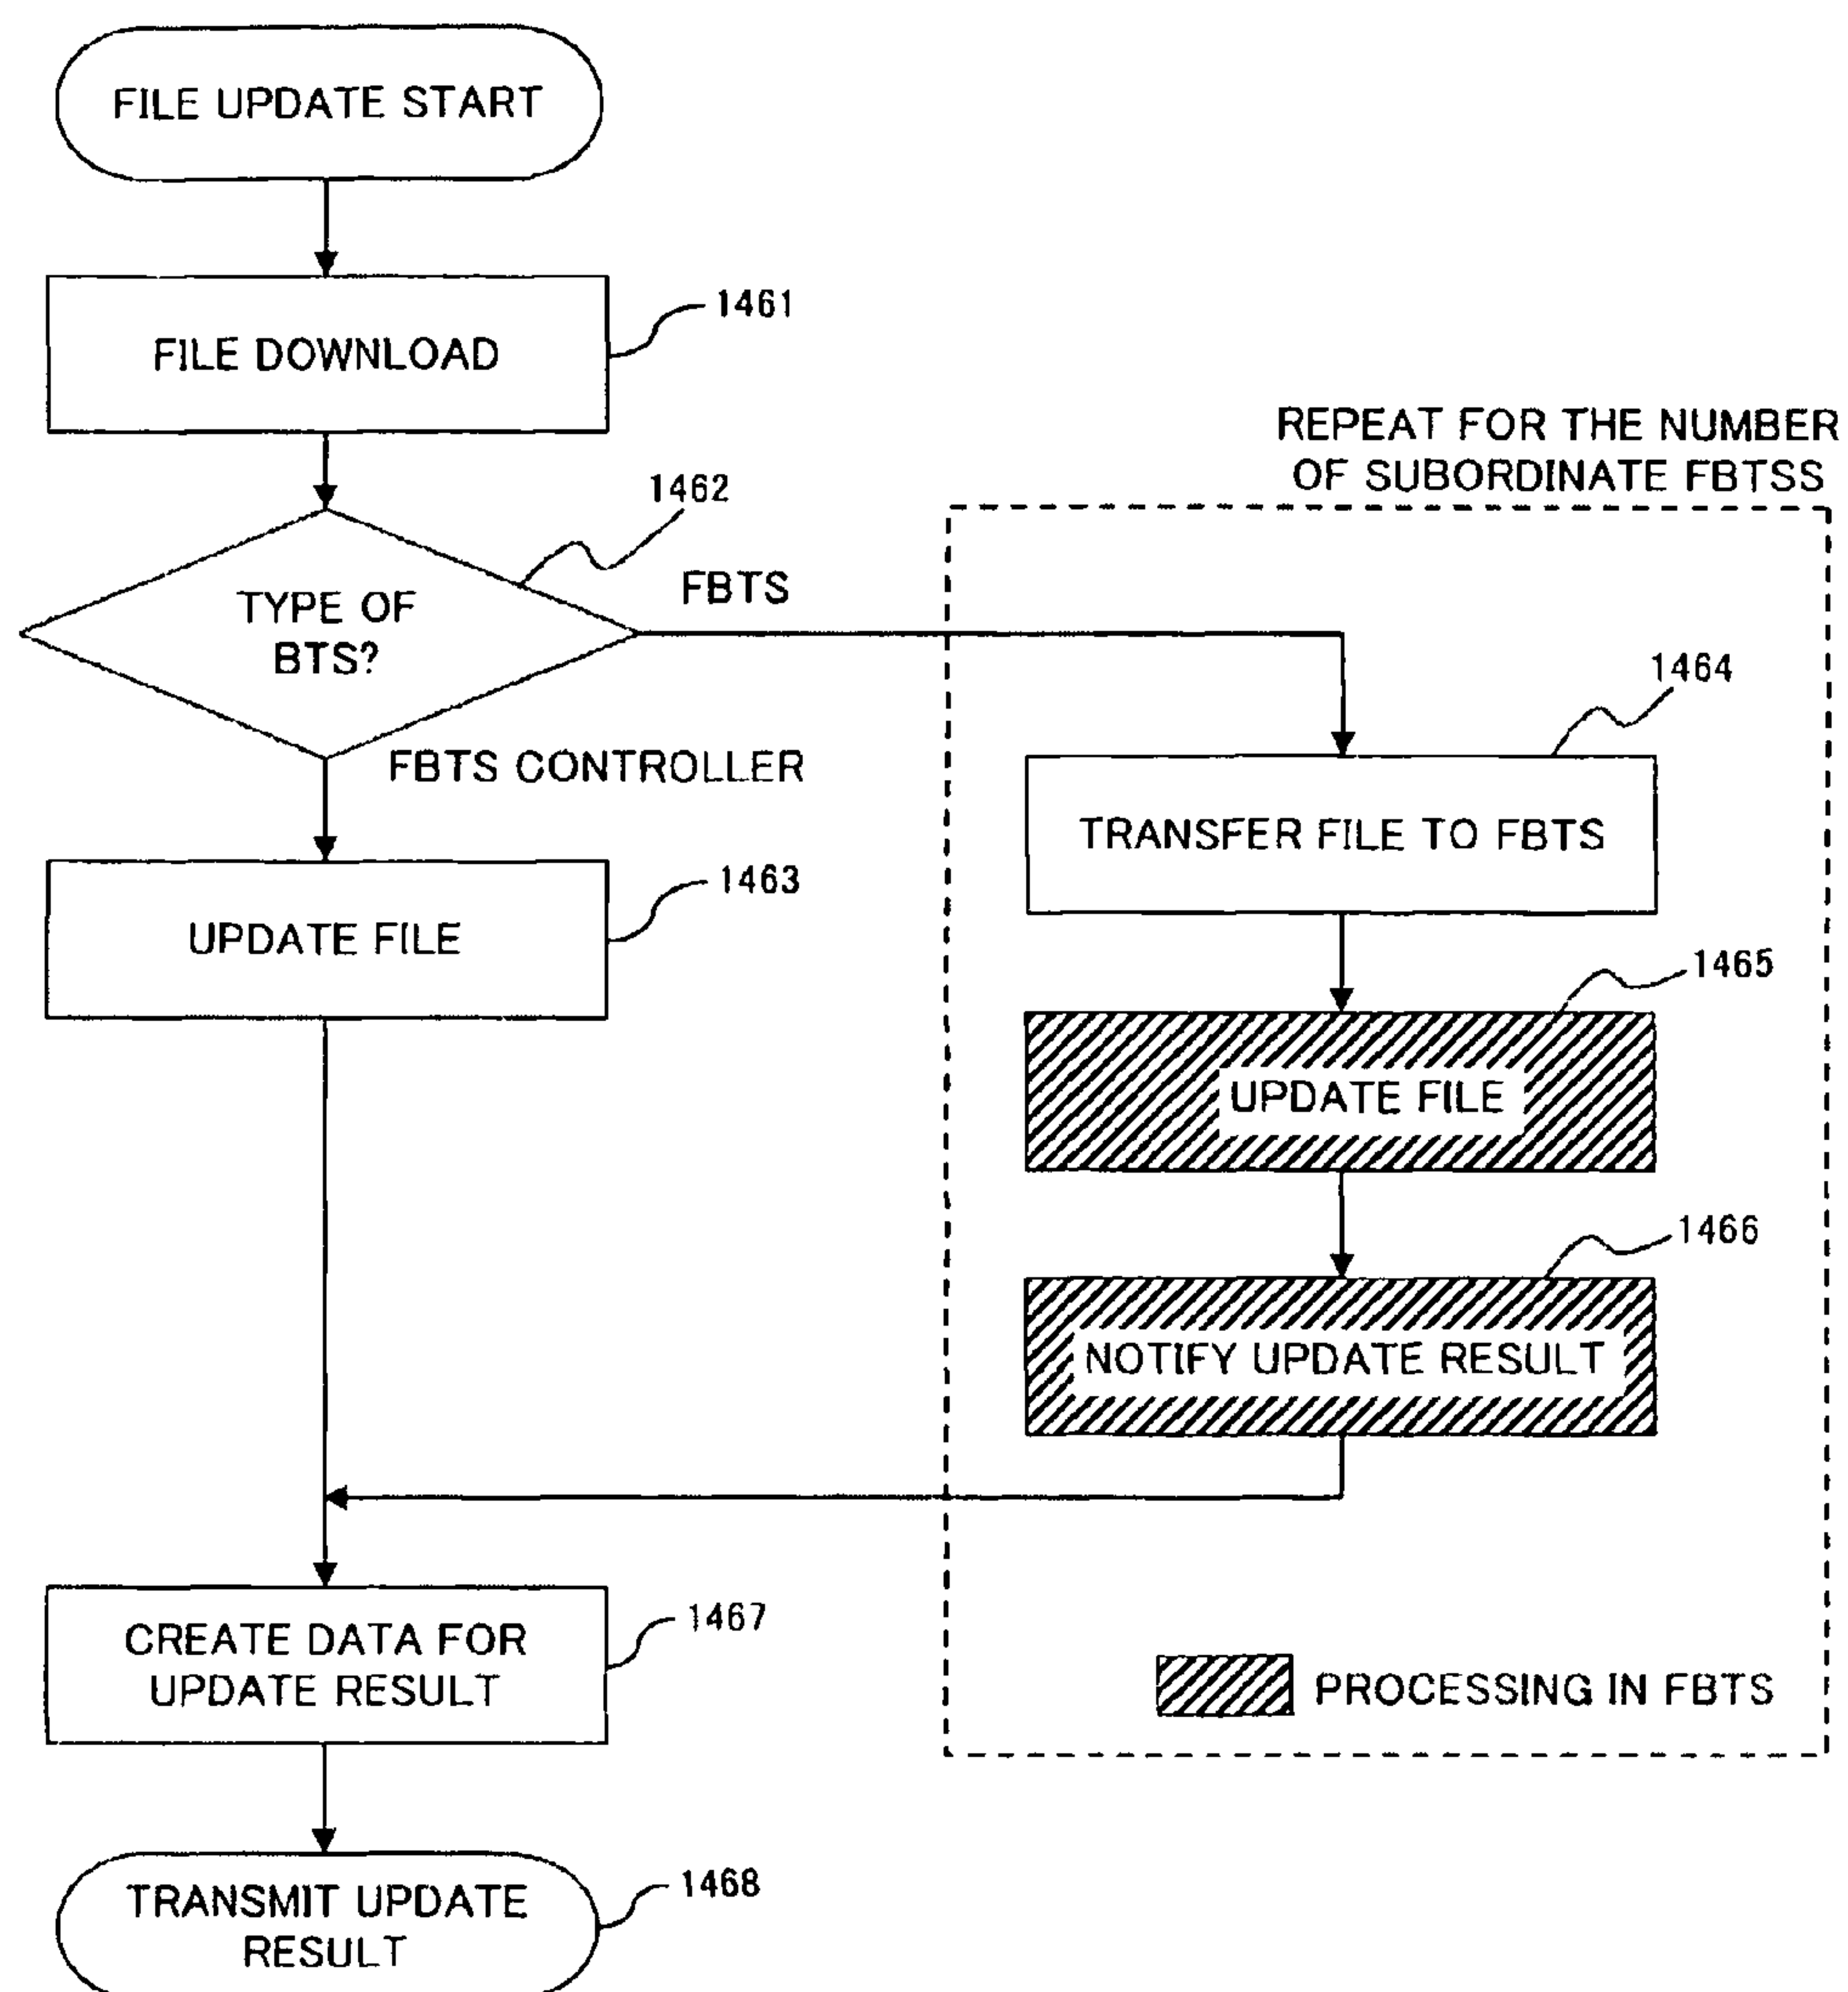 FILE UPDATE START
FILE DOWNLOAD
1461
REPEAT FOR THE NUMBER
OF SUBORDINATE FBTSS
1462
TYPE OF
BTS?
FBTS
FBTS CONTROLLER
1464
TRANSFER FILE TO FBTS
1463
UPDATE FILE
1465
UPDATE FILE
1466
NOTIFY UPDATE RESULT
1467
CREATE DATA FOR
UPDATE RESULT
PROCESSING IN FBTS
1468
TRANSMIT UPDATE
RESULT